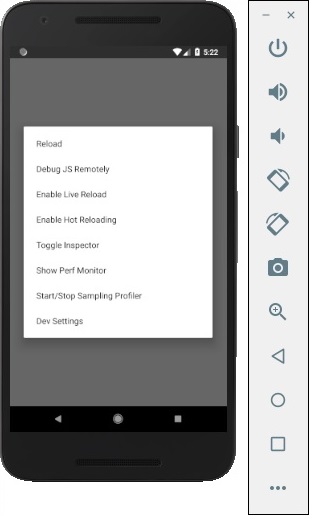 5:22
Reload
Debug JS Remotely
Enable Live Reload
Enable Hot Reloading
Toggle Inspector
Show Perf Monitor
Start/Stop Sampling Profiler
Dev Settings